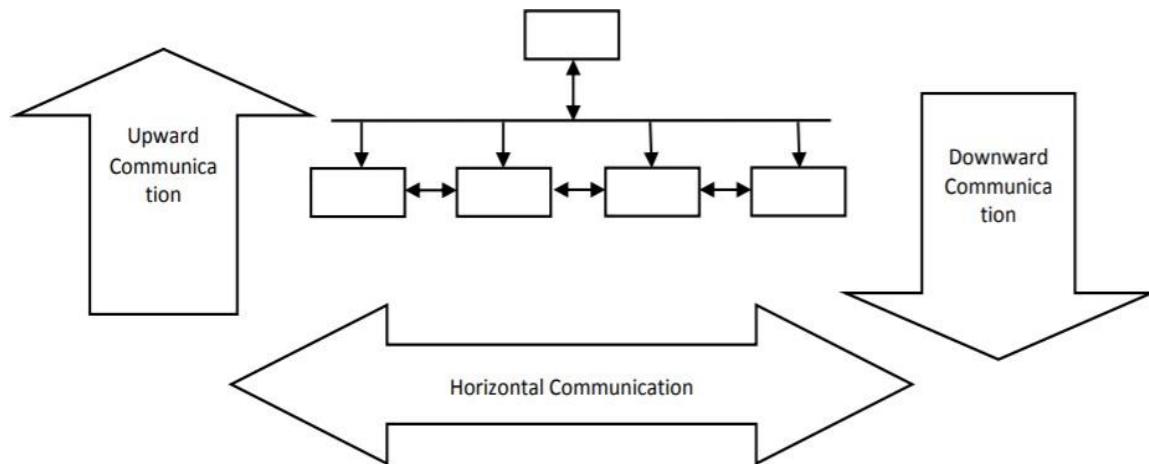 Upward
Communica
tion
Downward
Communica
tion
Horizontal Communication